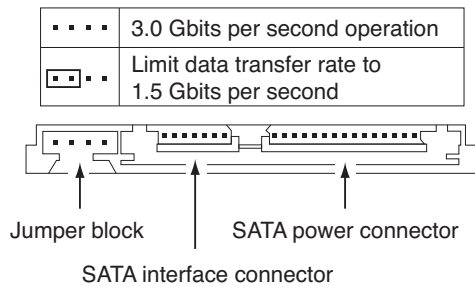 3.0 Gbits per second operation
Limit data transfer rate to
1.5 Gbits per second
Jumper block
SATA power connector
SATA interface connector